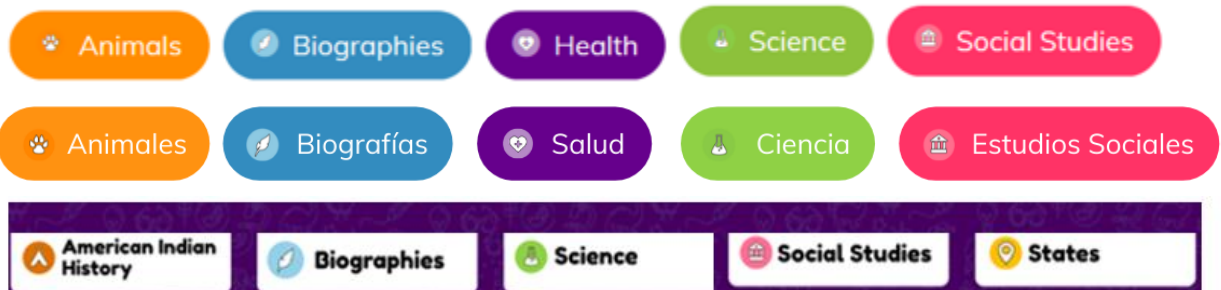 Animals Biographies Health Science Social Studies
Animales Biografías Salud Ciencia Estudios Sociales
American Indian History Biographies Science Social Studies States